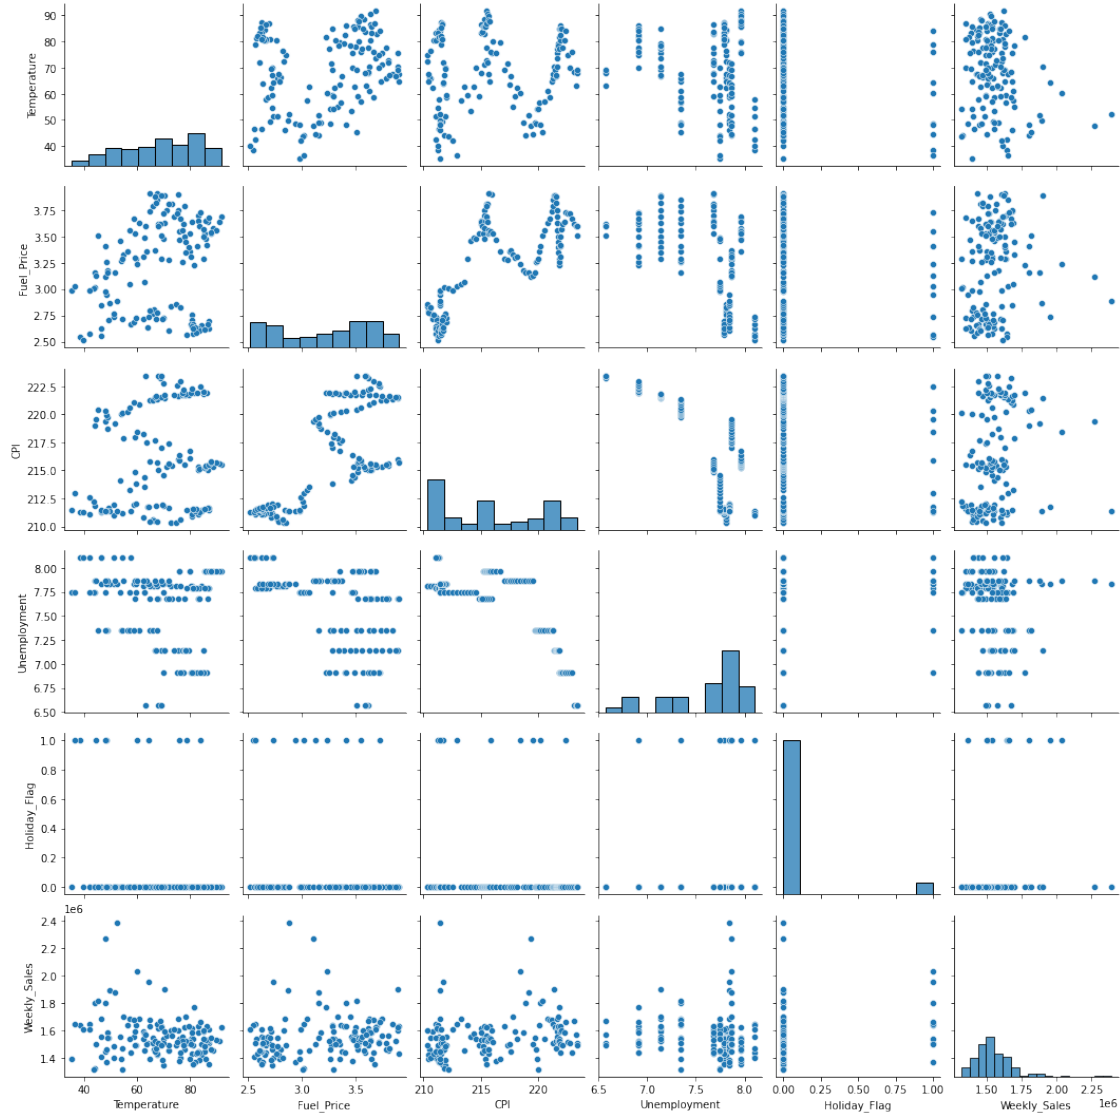 90
80
70
60
50
40
Temperature
3.75
3.50
3.25
3.00
2.75
2.50
Fuel_Price
222.5
220.0
217.5
215.0
212.5
210.0
CPI
8.00
7.75
7.50
7.25
7.00
6.75
6.50
Unemployment
1.0
0.8
0.6
0.4
0.2
0.0
Holiday_Flag
1e6
2.4
2.2
2.0
1.8
1.6
1.4
Weekly_Sales
40 60 80
Temperature
2.5 3.0 3.5
Fuel_Price
210 215 220
CPI
6.5 7.0 7.5 8.0
Unemployment
0.00 0.25 0.50 0.75 1.00
Holiday_Flag
1.50 1.75 2.00 2.25
Weekly_Sales 1e6